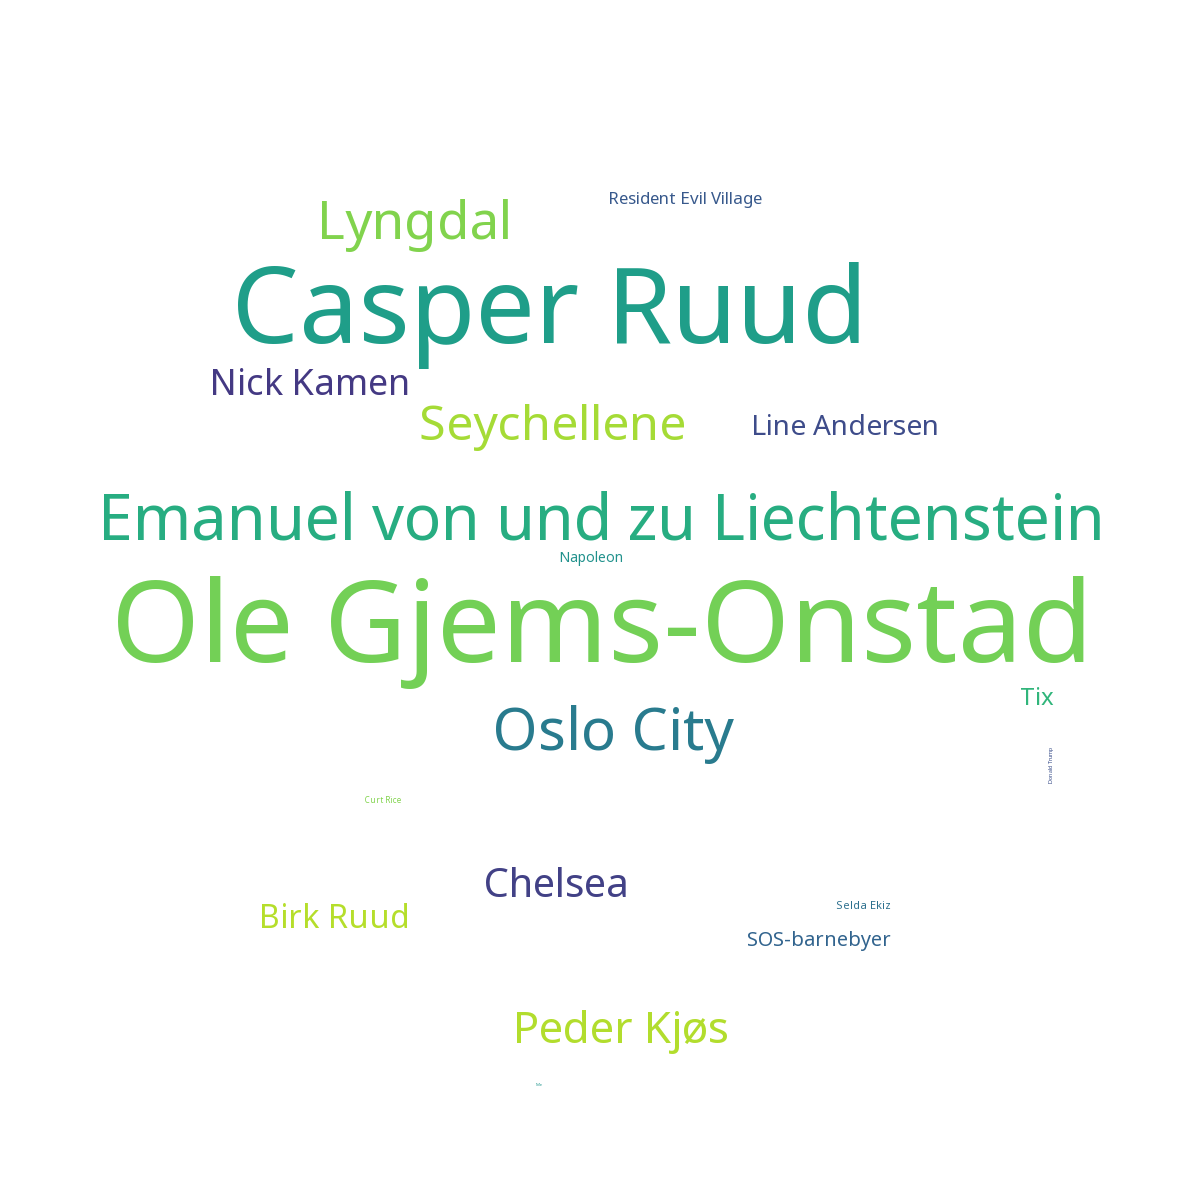 Resident Evil Village
Lyngdal
Casper Ruud
Nick Kamen
Seychellene
Line Andersen
Emanuel von und zu Liechtenstein
Napoleon
Ole Gjems-Onstad
Tix
Oslo City
Donald Trump
Curt Rice
Chelsea
Selda Ekiz
Birk Ruud
SOS-barnebyer
Peder Kjøs